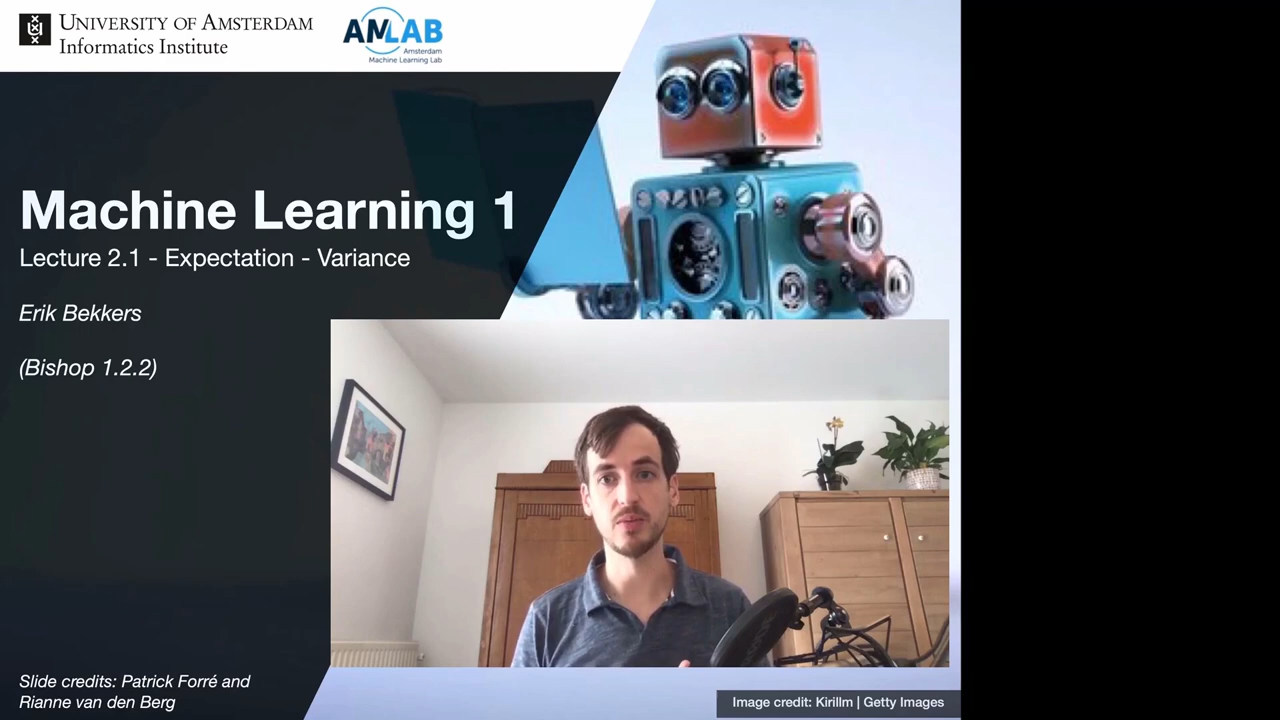 UNIVERSITY OF AMSTERDAM
Informatics Institute
AMLAB
Amsterdam
Machine Learning Lab
Machine Learning 1
Lecture 2.1 - Expectation - Variance
Erik Bekkers
(Bishop 1.2.2)
Slide credits: Patrick Forré and
Rianne van den Berg
Image credit: Kirillm | Getty Images